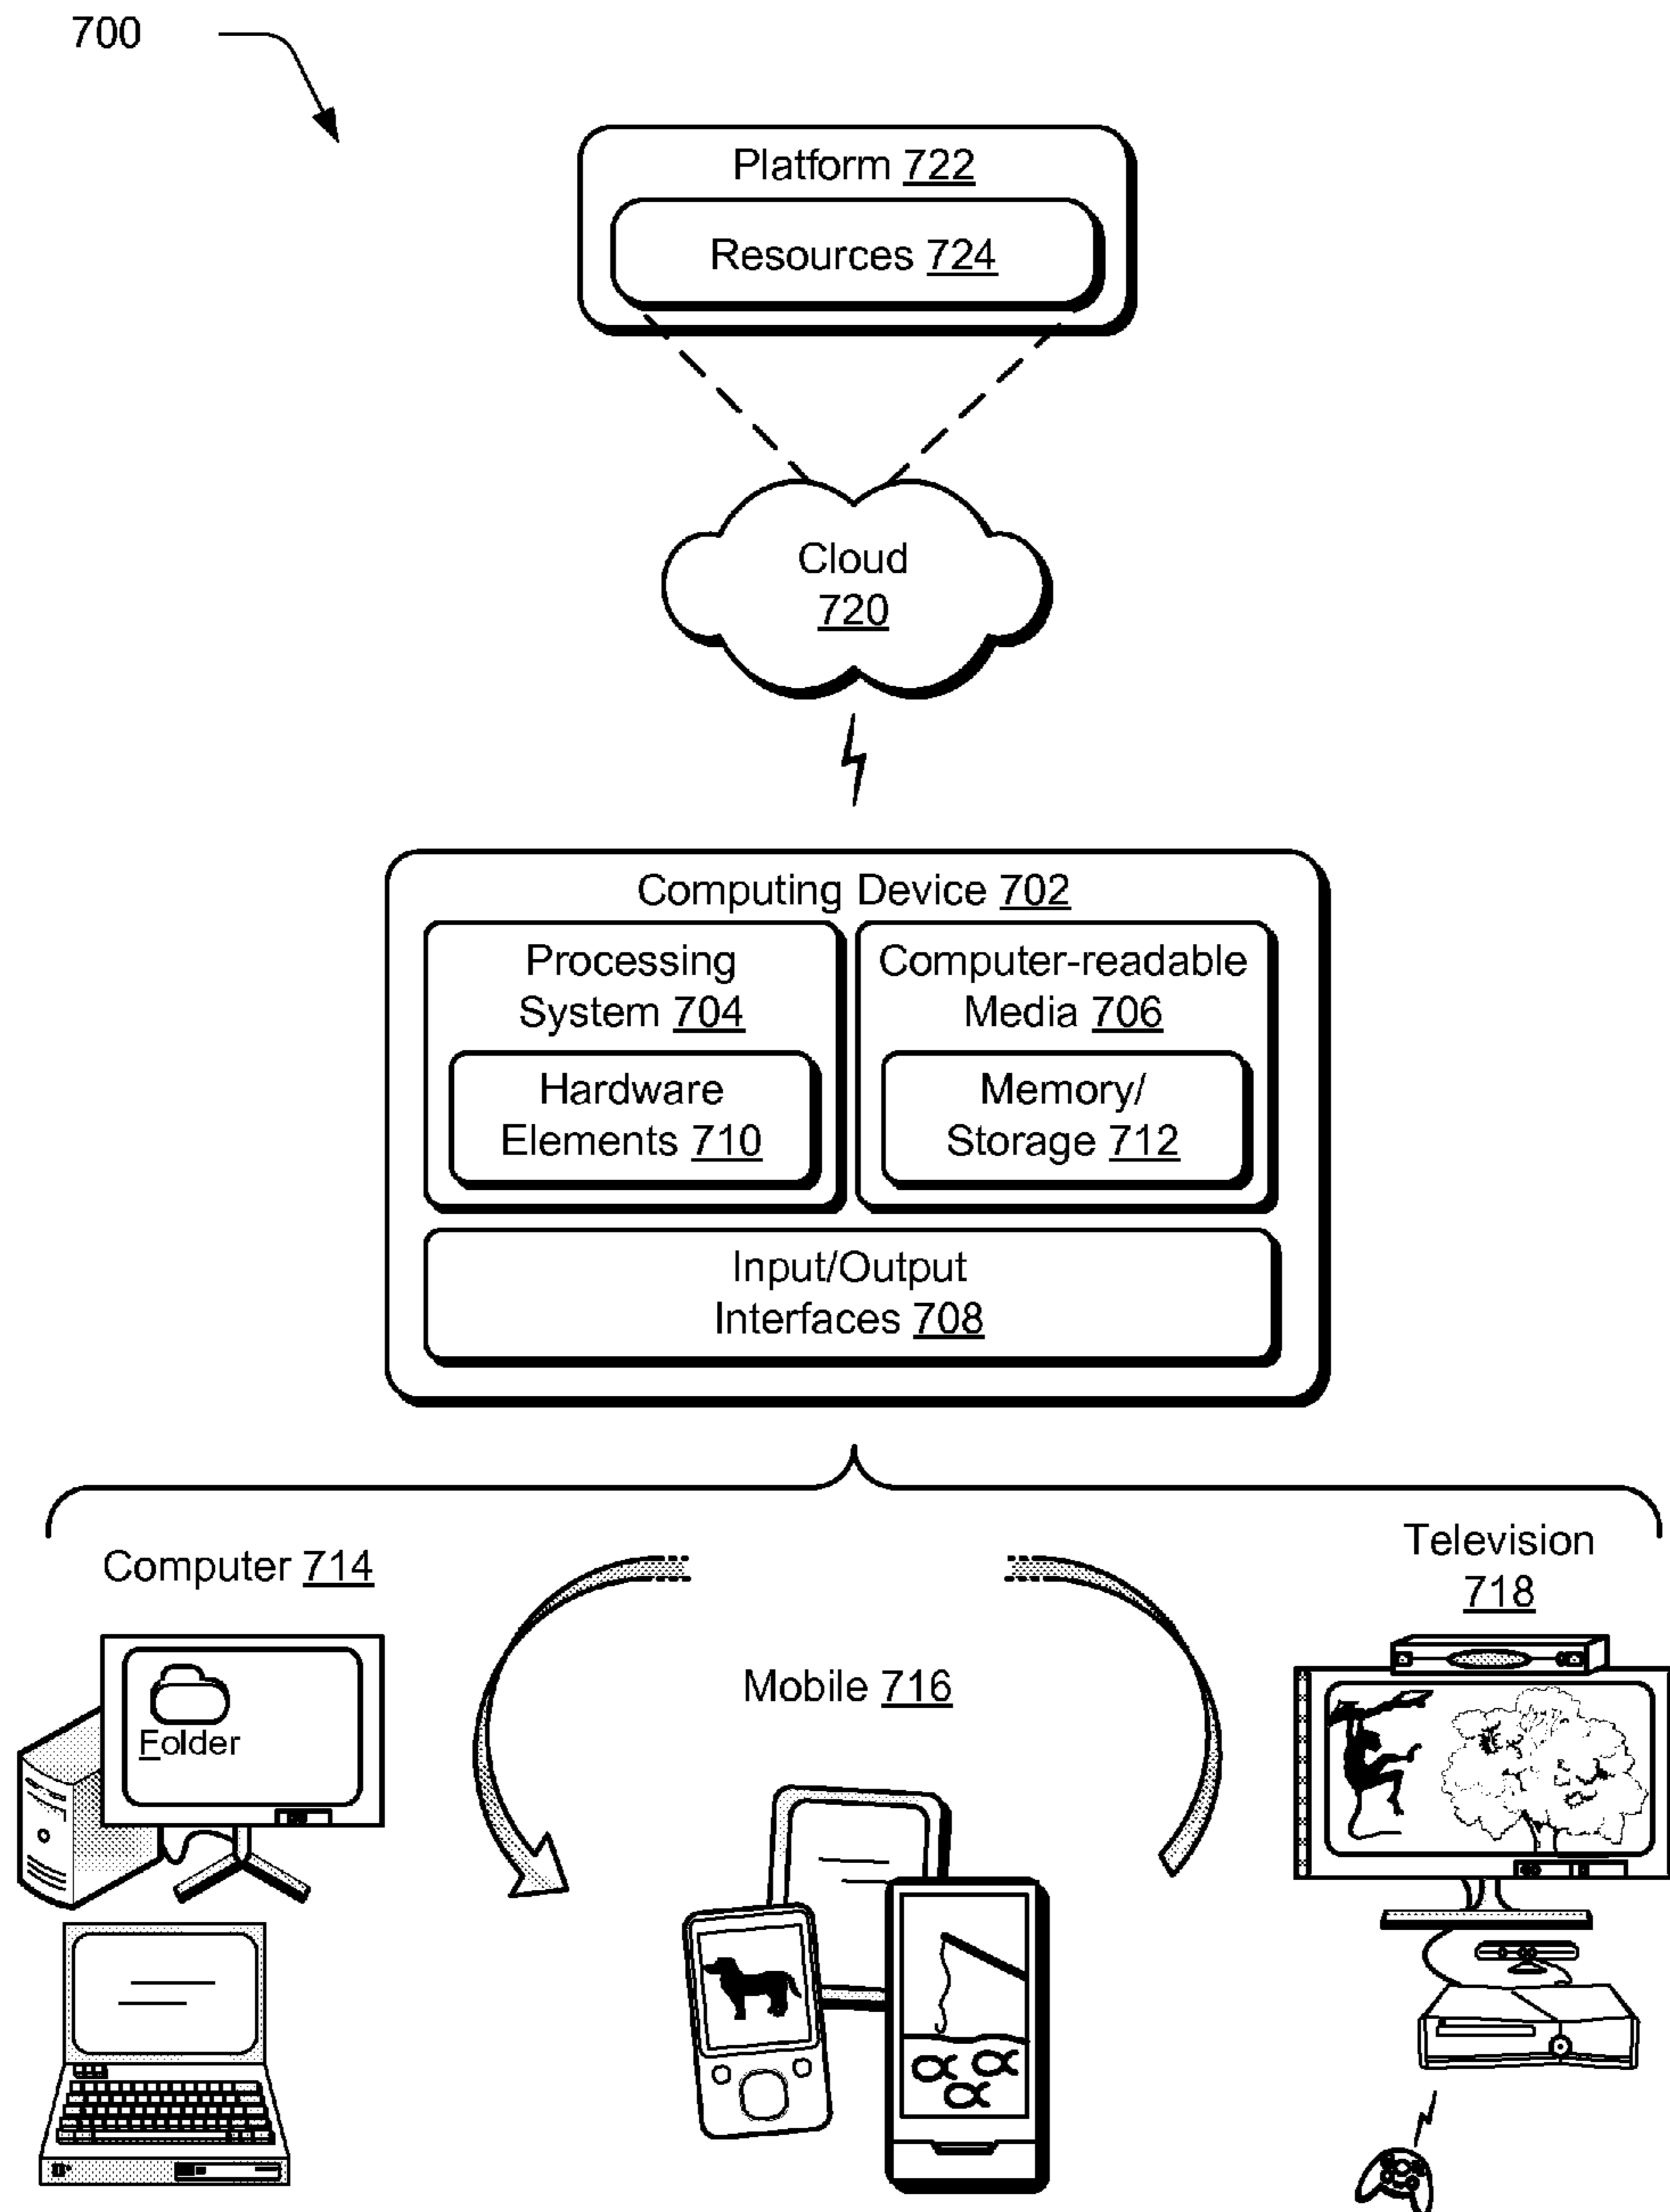 700
Platform 722
Resources 724
Cloud
720
Computing Device 702
Processing
System 704
Hardware
Elements 710
Computer-readable
Media 706
Memory/
Storage 712
Input/Output
Interfaces 708
Computer 714
Folder
Mobile 716
Television
718